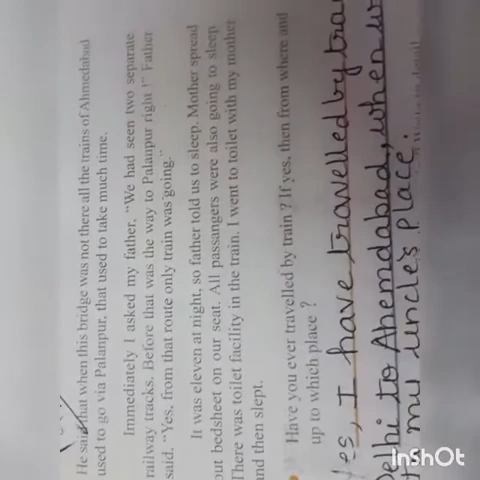 He said that when this bridge was not there all the trains of Ahmedabad
used to go via Palanpur, that used to take much time.
Immediately I asked my father, “We had seen two separate
railway tracks. Before that was the way to Palanpur right !” Father
said, “Yes, from that route only train was going.”
It was eleven at night, so father told us to sleep. Mother spread
out bedsheet on our seat. All passangers were also going to sleep
There was toilet facility in the train. I went to toilet with my mother
and then slept.
Have you ever travelled by train ? If yes, then from where and
up to which place ?
Yes, I have travelled by
Delhi to Ahemdabad, when
my uncle's place.
InShOt